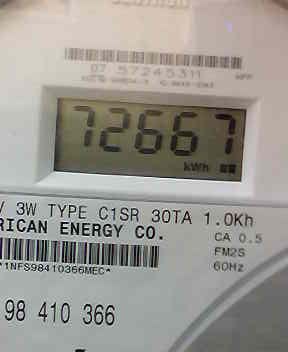 07 57245311
72667
kWh
V 3W TYPE C1SR 30TA 1.0Kh
RICAN ENERGY CO.
CA 0.5
FM2S
60Hz
*1NFS98410366MEC*
98 410 366